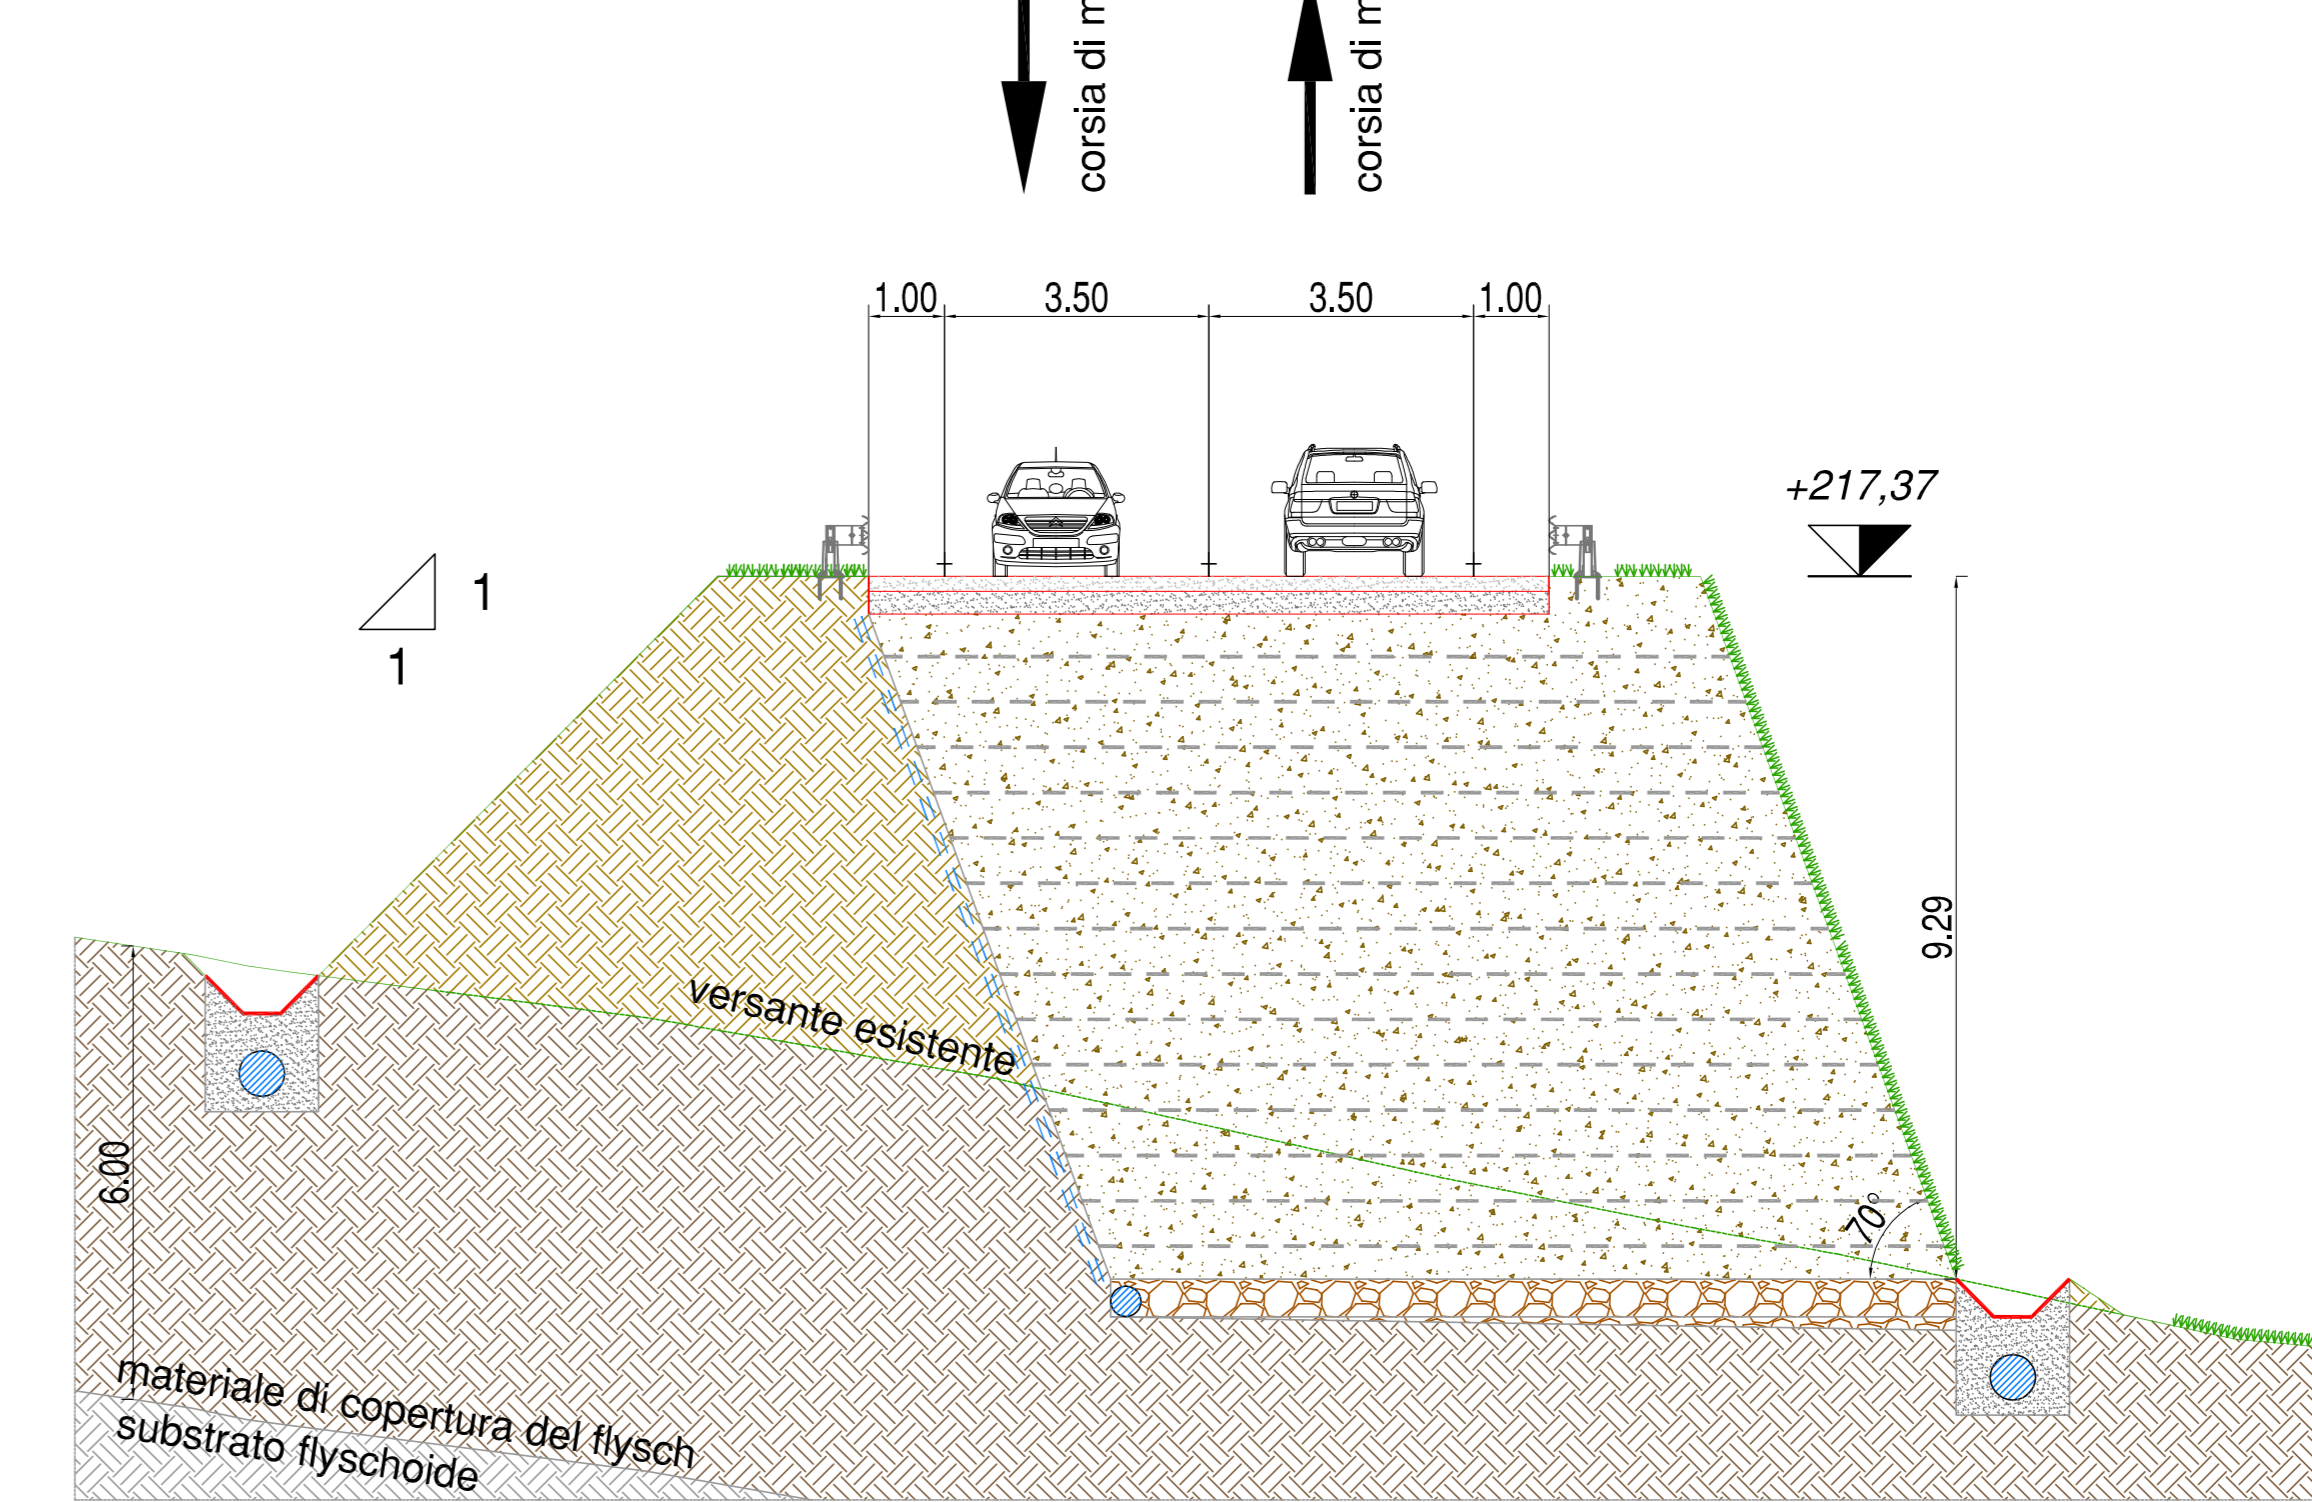 corsia di m
corsia di m
1.00 3.50 3.50 1.00
+217,37
1
1
9.29
versante esistente
6.00
70°
materiale di copertura del flysch
substrato flyschoide